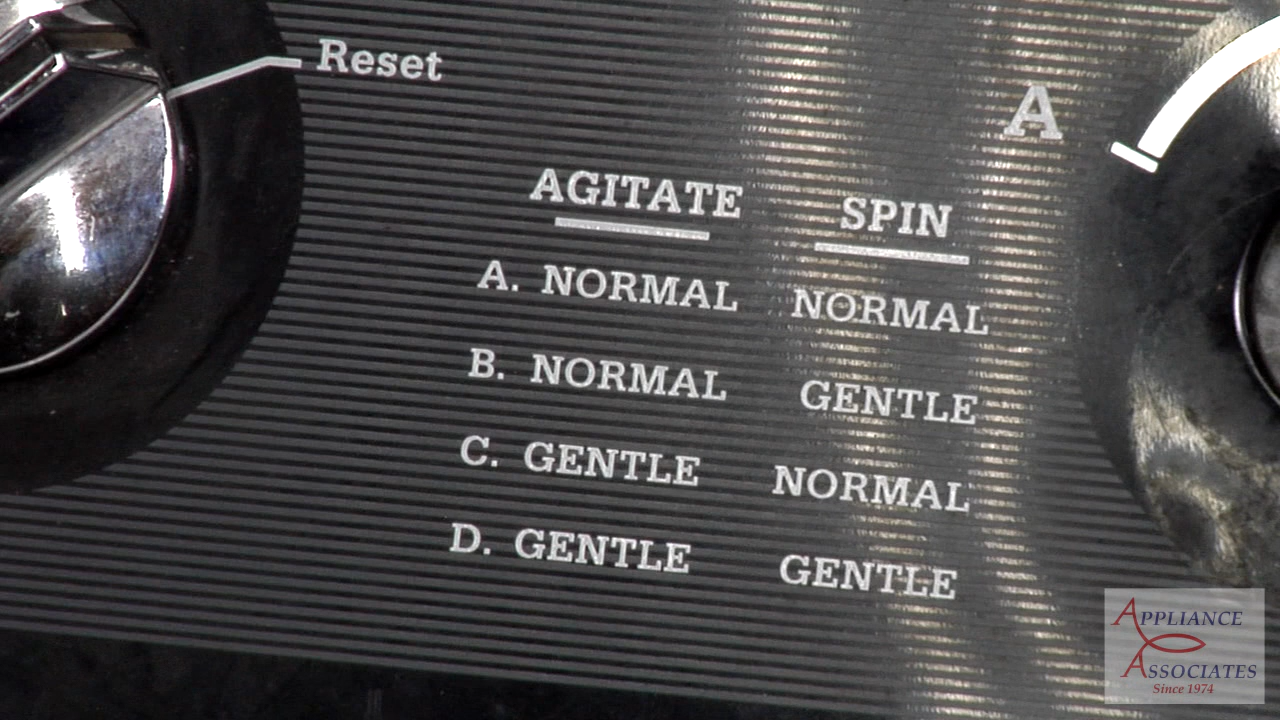 Reset
A
AGITATE SPIN
A. NORMAL NORMAL
B. NORMAL GENTLE
C. GENTLE NORMAL
D. GENTLE GENTLE
APPLIANCE
ASSOCIATES
Since 1974